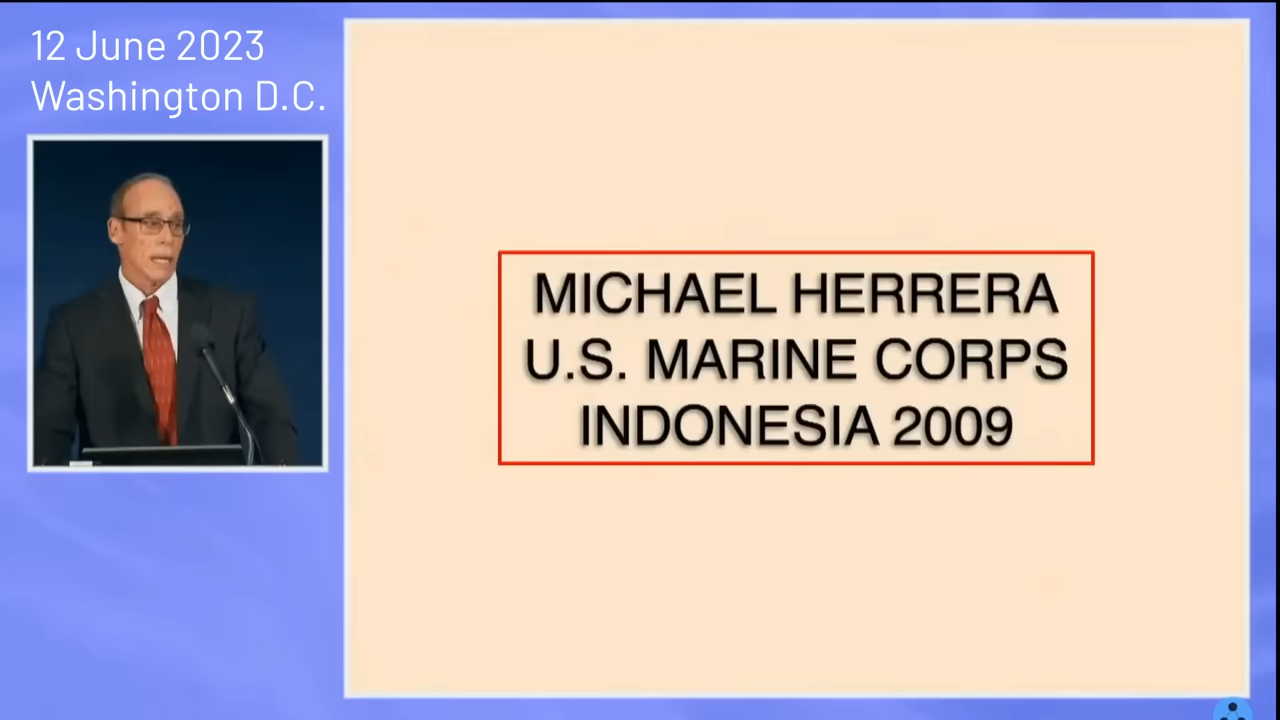 12 June 2023
Washington D.C.
MICHAEL HERRERA
U.S. MARINE CORPS
INDONESIA 2009